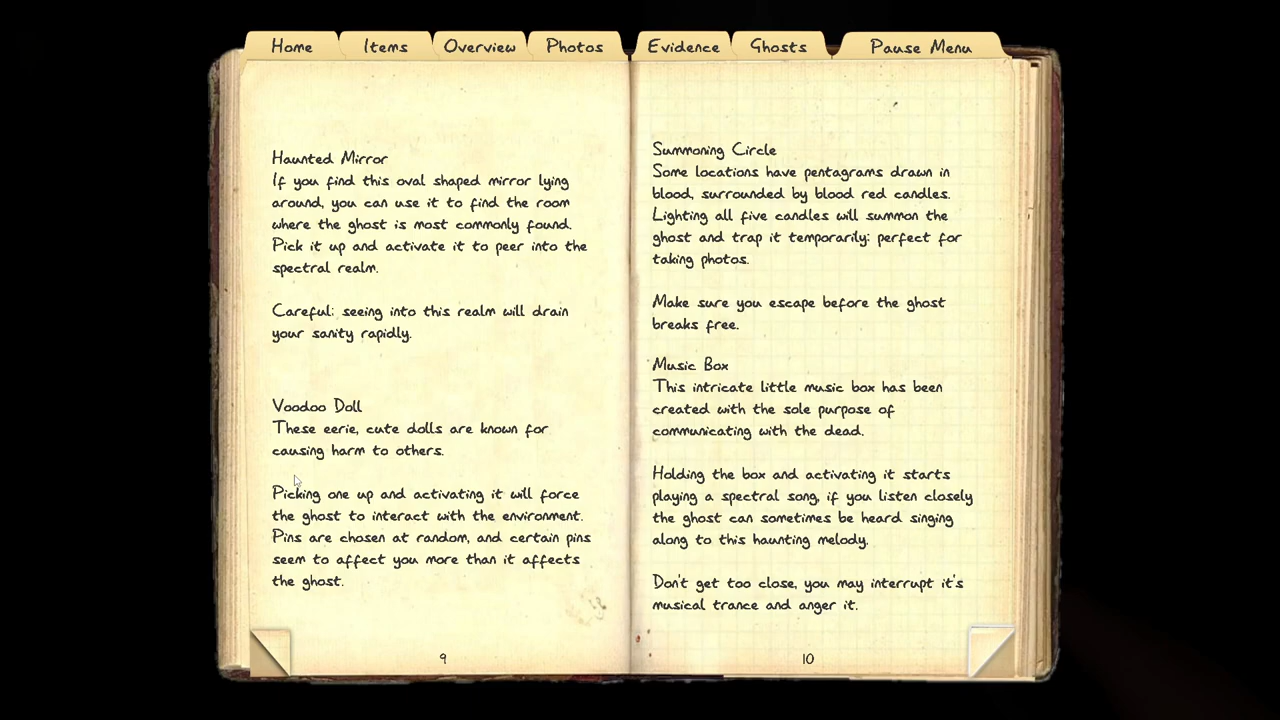 Home
Items
Overview
Photos
Evidence
Ghosts
Pause Menu
Haunted Mirror
If you find this oval shaped mirror lying
around, you can use it to find the room
where the ghost is most commonly found.
Pick it up and activate it to peer into the
spectral realm.
Careful: seeing into this realm will drain
your sanity rapidly.
Voodoo Doll
These eerie, cute dolls are known for
causing harm to others.
Picking one up and activating it will force
the ghost to interact with the environment.
Pins are chosen at random, and certain pins
seem to affect you more than it affects
the ghost.
9
Summoning Circle
Some locations have pentagrams drawn in
blood, surrounded by blood red candles.
Lighting all five candles will summon the
ghost and trap it temporarily: perfect for
taking photos.
Make sure you escape before the ghost
breaks free.
Music Box
This intricate little music box has been
created with the sole purpose of
communicating with the dead.
Holding the box and activating it starts
playing a spectral song, if you listen closely
the ghost can sometimes be heard singing
along to this haunting melody.
Don't get too close, you may interrupt it's
musical trance and anger it.
10